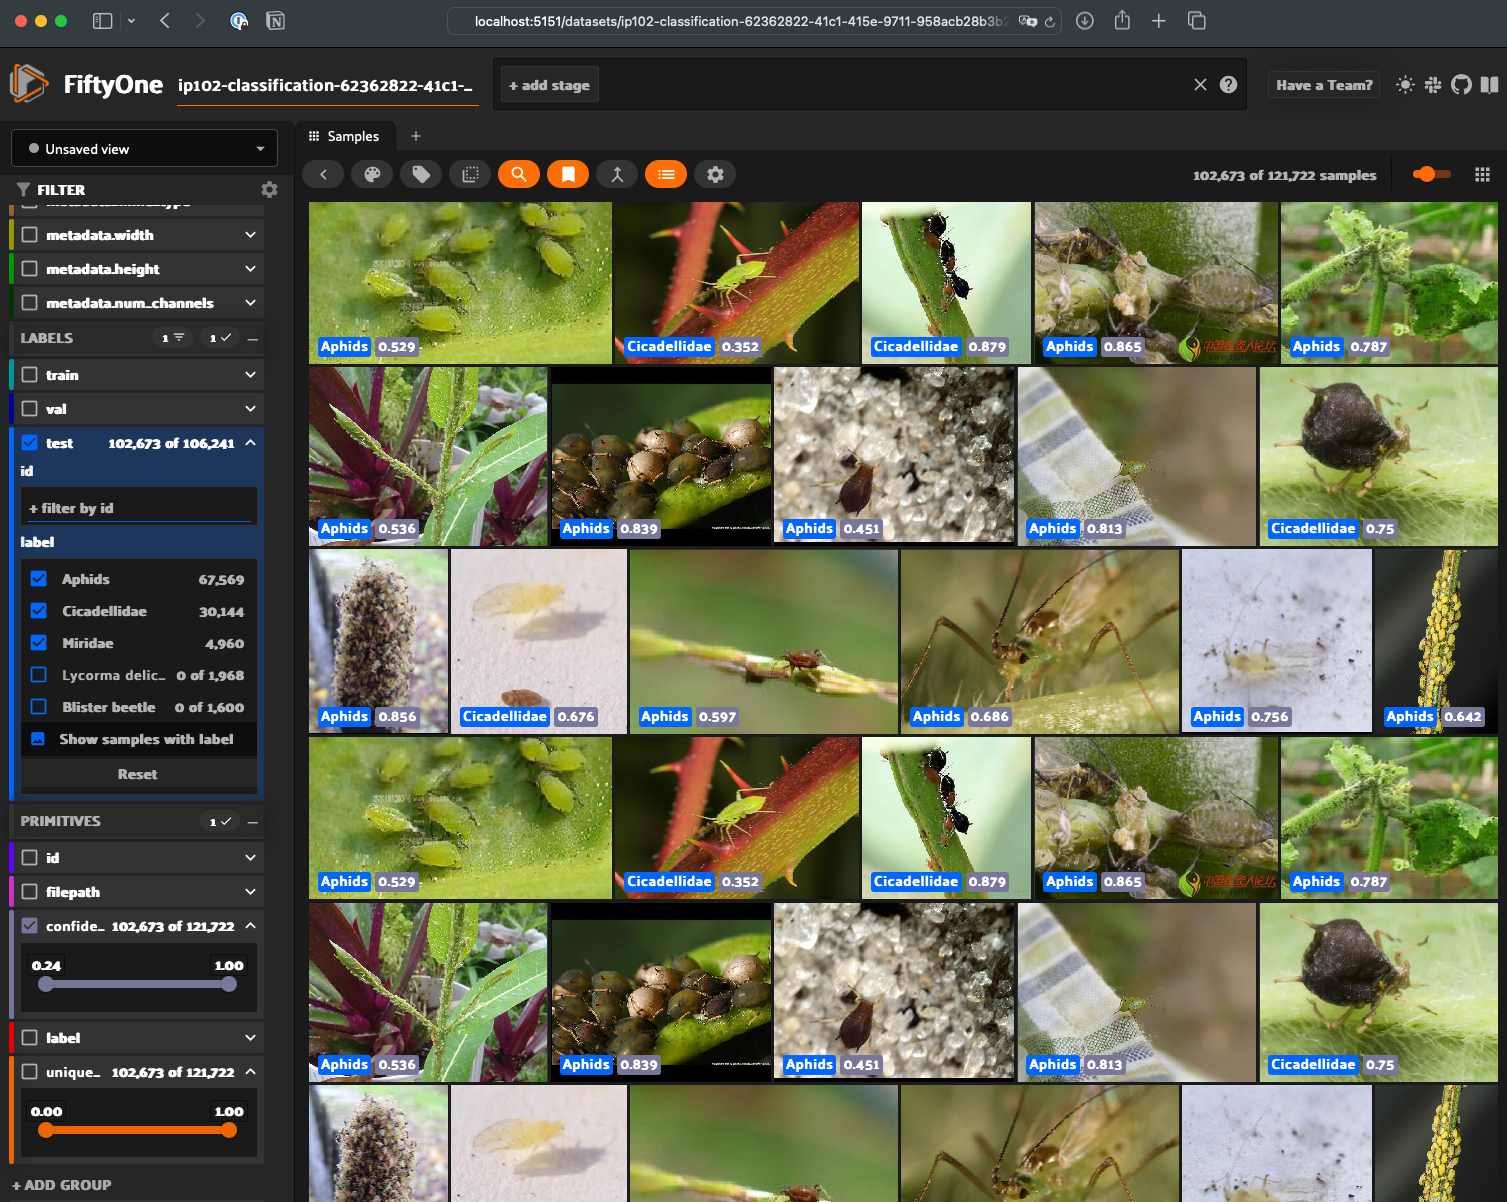 localhost:5151/datasets/ip102-classification-62362822-41c1-415e-9711-958acb28b3b2
FiftyOne
ip102-classification-62362822-41c1-...
+ add stage
Have a Team?
Unsaved view
Samples +
FILTER
102,673 of 121,722 samples
metadata.width
metadata.height
metadata.num_channels
LABELS 1 1
train
val
test 102,673 of 106,241
id
+ filter by id
label
Aphids 67,569
Cicadellidae 30,144
Miridae 4,960
Lycorma delic... 0 of 1,968
Blister beetle 0 of 1,600
Show samples with label
Reset
PRIMITIVES 1
id
filepath
confide... 102,673 of 121,722
0.24 1.00
label
unique... 102,673 of 121,722
0.00 1.00
+ ADD GROUP
Aphids 0.529 Cicadellidae 0.352 Cicadellidae 0.879 Aphids 0.865 Aphids 0.787
Aphids 0.536 Aphids 0.839 Aphids 0.451 Aphids 0.813 Cicadellidae 0.75
Aphids 0.856 Cicadellidae 0.676 Aphids 0.597 Aphids 0.686 Aphids 0.756 Aphids 0.642
Aphids 0.529 Cicadellidae 0.352 Cicadellidae 0.879 Aphids 0.865 Aphids 0.787
Aphids 0.536 Aphids 0.839 Aphids 0.451 Aphids 0.813 Cicadellidae 0.75